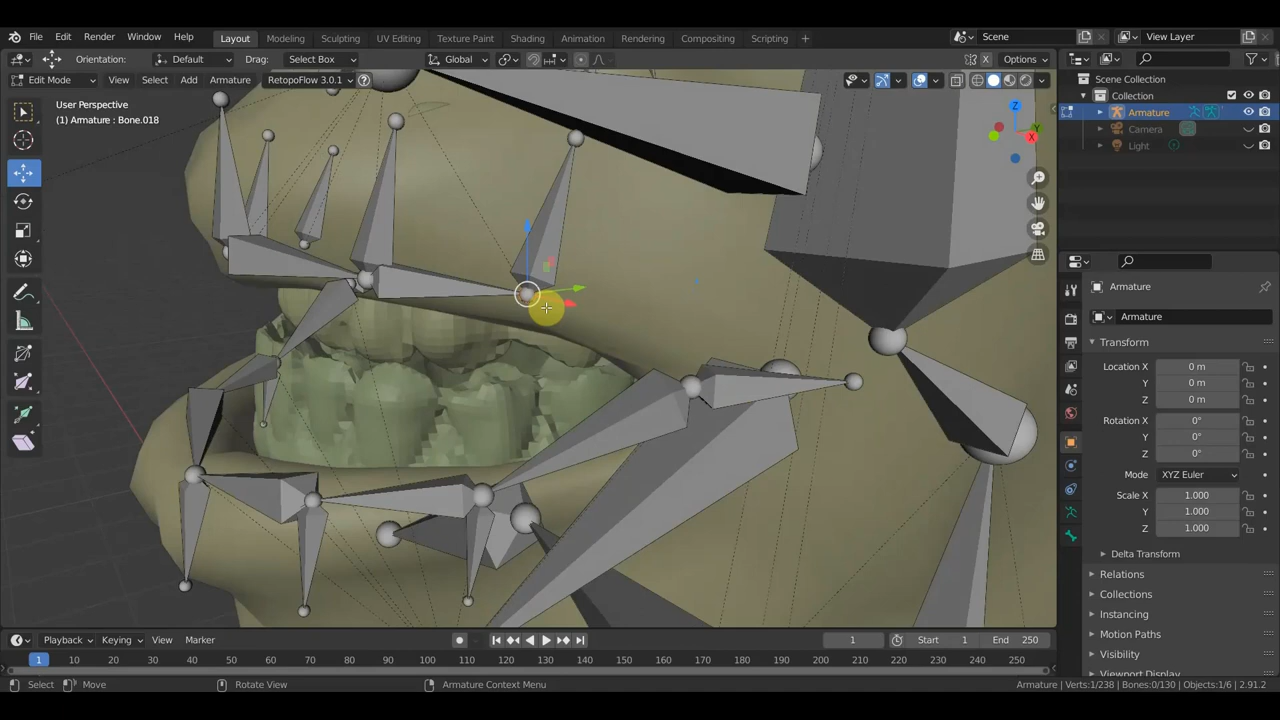 File Edit Render Window Help Layout Modeling Sculpting UV Editing Texture Paint Shading Animation Rendering Compositing Scripting + Scene View Layer
Orientation: Default Drag: Select Box Global Options
Edit Mode View Select Add Armature RetopoFlow 3.0.1
User Perspective
(1) Armature : Bone.018
Z
Y
X
Scene Collection
Collection
Armature
Camera
Light
Armature
Armature
Transform
Location X 0 m
Y 0 m
Z 0 m
Rotation X 0°
Y 0°
Z 0°
Mode XYZ Euler
Scale X 1.000
Y 1.000
Z 1.000
Delta Transform
Relations
Collections
Instancing
Motion Paths
Visibility
Viewport Display
Playback Keying View Marker 1 Start 1 End 250
1 10 20 30 40 50 60 70 80 90 100 110 120 130 140 150 160 170 180 190 200 210 220 230 240 250
Select Move Rotate View Armature Context Menu Armature | Verts:1/238 | Bones:0/130 | Objects:1/6 | 2.91.2